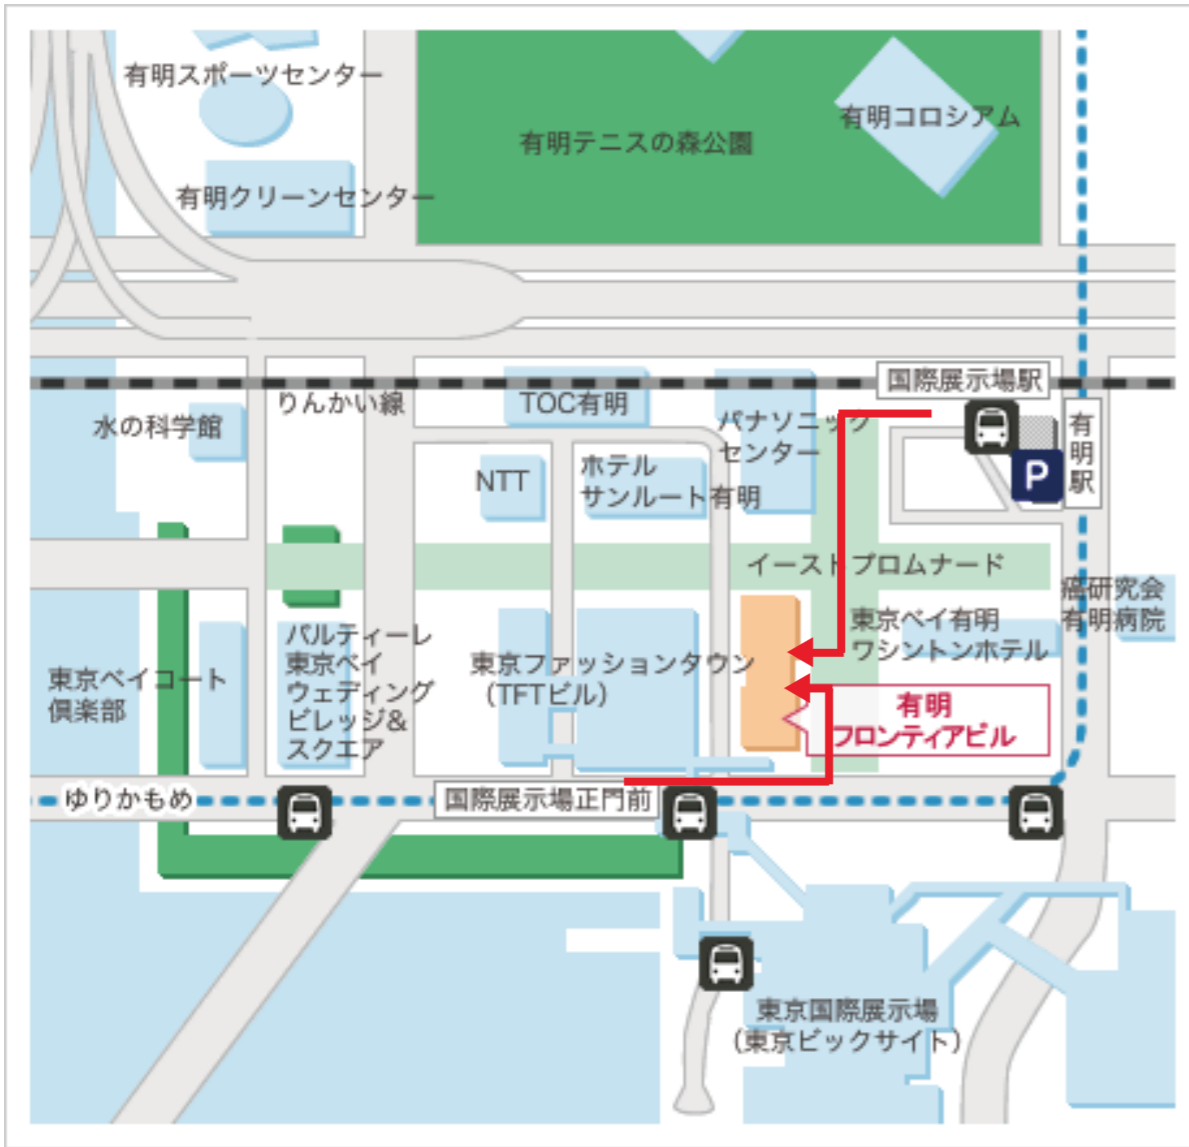 有明スポーツセンター
有明コロシアム
有明テニスの森公園
有明クリーンセンター
国際展示場駅
りんかい線
TOC有明
水の科学館
パナソニック
センター
有明駅
NTT
ホテル
サンルート有明
P
イーストプロムナード
癌研究会
有明病院
東京ベイ有明
ワシントンホテル
バルティーレ
東京ベイ
ウェディング
ビレッジ&
スクエア
東京ファッションタウン
(TFTビル)
東京ベイコート
倶楽部
有明
フロンティアビル
ゆりかもめ
国際展示場正門前
東京国際展示場
(東京ビックサイト)